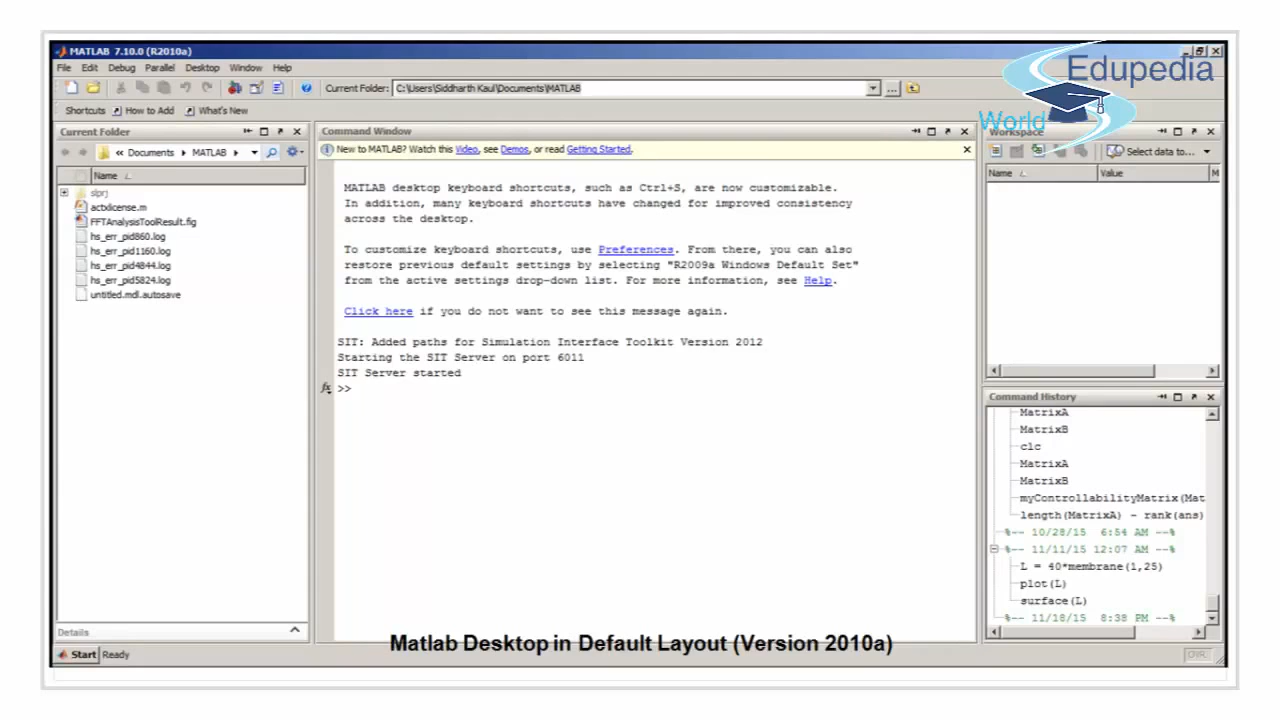 MATLAB 7.10.0 (R2010a)
File Edit Debug Parallel Desktop Window Help
Current Folder: C:\Users\Siddharth Kaul\Documents\MATLAB
Shortcuts How to Add What's New
Edupedia
World
Current Folder
« Documents MATLAB
Name
slprj
actxlicense.m
FFTAnalysisToolResult.fig
hs_err_pid860.log
hs_err_pid1160.log
hs_err_pid4844.log
hs_err_pid5824.log
untitled.mdl.autosave
Details
Command Window
New to MATLAB? Watch this Video, see Demos, or read Getting Started.
MATLAB desktop keyboard shortcuts, such as Ctrl+S, are now customizable.
In addition, many keyboard shortcuts have changed for improved consistency
across the desktop.
To customize keyboard shortcuts, use Preferences. From there, you can also
restore previous default settings by selecting "R2009a Windows Default Set"
from the active settings drop-down list. For more information, see Help.
Click here if you do not want to see this message again.
SIT: Added paths for Simulation Interface Toolkit Version 2012
Starting the SIT Server on port 6011
SIT Server started
fx >>
Workspace
Select data to...
Name Value M
Command History
MatrixA
MatrixB
clc
MatrixA
MatrixB
myControllabilityMatrix(Mat
length(MatrixA) - rank(ans)
%-- 10/28/15 6:54 AM --%
%-- 11/11/15 12:07 AM --%
L = 40*membrane(1,25)
plot(L)
surface(L)
%-- 11/18/15 8:38 PM --%
Matlab Desktop in Default Layout (Version 2010a)
Start Ready
OVR